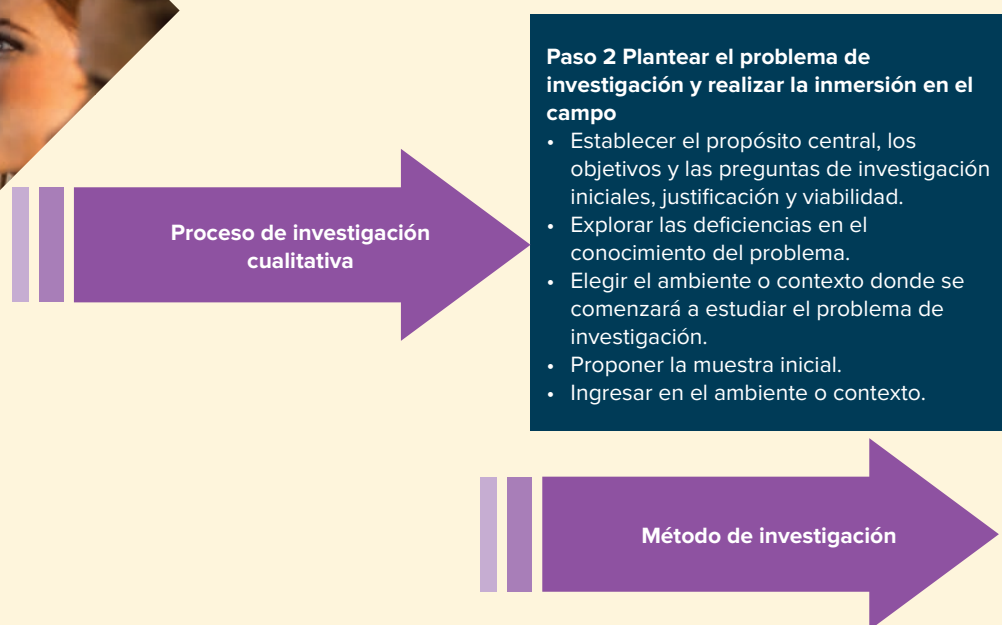 Paso 2 Plantear el problema de
investigación y realizar la inmersión en el
campo
• Establecer el propósito central, los
objetivos y las preguntas de investigación
iniciales, justificación y viabilidad.
• Explorar las deficiencias en el
conocimiento del problema.
• Elegir el ambiente o contexto donde se
comenzará a estudiar el problema de
investigación.
• Proponer la muestra inicial.
• Ingresar en el ambiente o contexto.
Proceso de investigación
cualitativa
Método de investigación